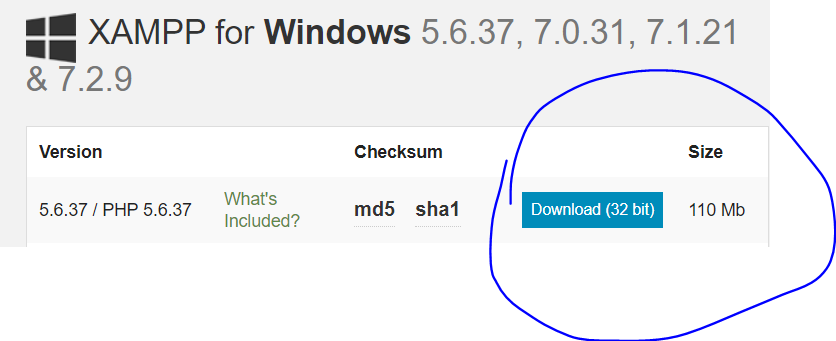 XAMPP for Windows 5.6.37, 7.0.31, 7.1.21
& 7.2.9
Version Checksum Size
5.6.37 / PHP 5.6.37 What's Included? md5 sha1 Download (32 bit) 110 Mb